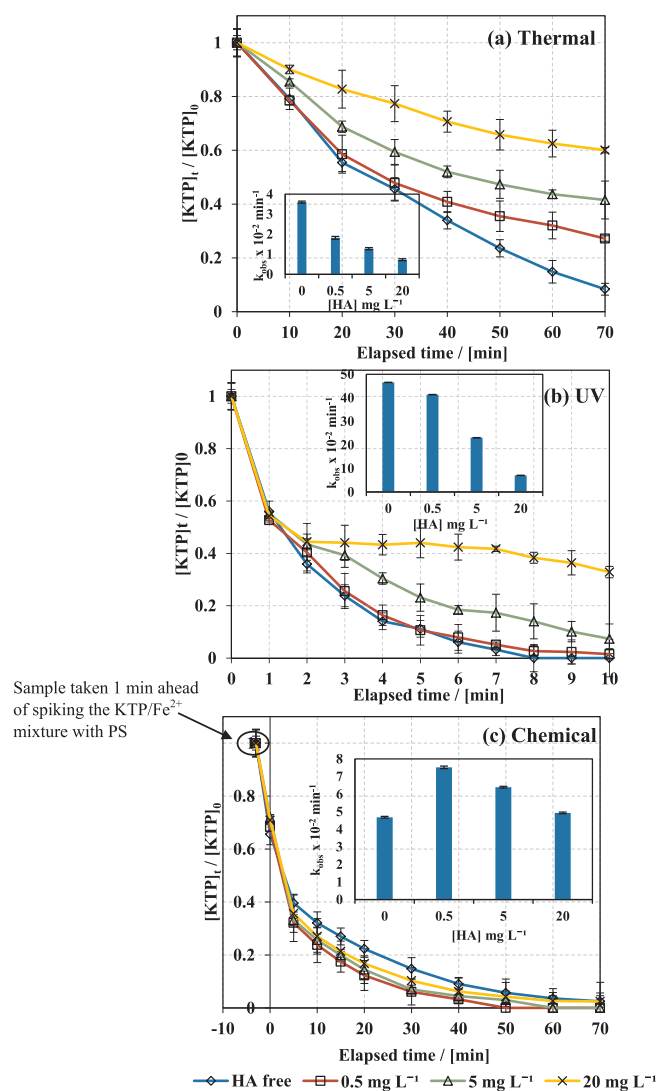 (a) Thermal
1
0.8
0.6
0.4
0.2
0
[KTP]t / [KTP]0
4
3
2
1
0
kobs x 10-2 min-1
0 0.5 5 20
[HA] mg L−1
0 10 20 30 40 50 60 70
Elapsed time / [min]
(b) UV
1
0.8
0.6
0.4
0.2
0
[KTP]t / [KTP]0
50
40
30
20
10
0
kobs x 10-2 min-1
0 0.5 5 20
[HA] mg L−1
0 1 2 3 4 5 6 7 8 9 10
Elapsed time / [min]
Sample taken 1 min ahead
of spiking the KTP/Fe2+
mixture with PS
(c) Chemical
1
0.8
0.6
0.4
0.2
0
[KTP]t / [KTP]0
8
7
6
5
4
3
2
1
0
kobs x 10-2 min-1
0 0.5 5 20
[HA] mg L−1
-10 0 10 20 30 40 50 60 70
Elapsed time / [min]
HA free 0.5 mg L−1 5 mg L−1 20 mg L−1